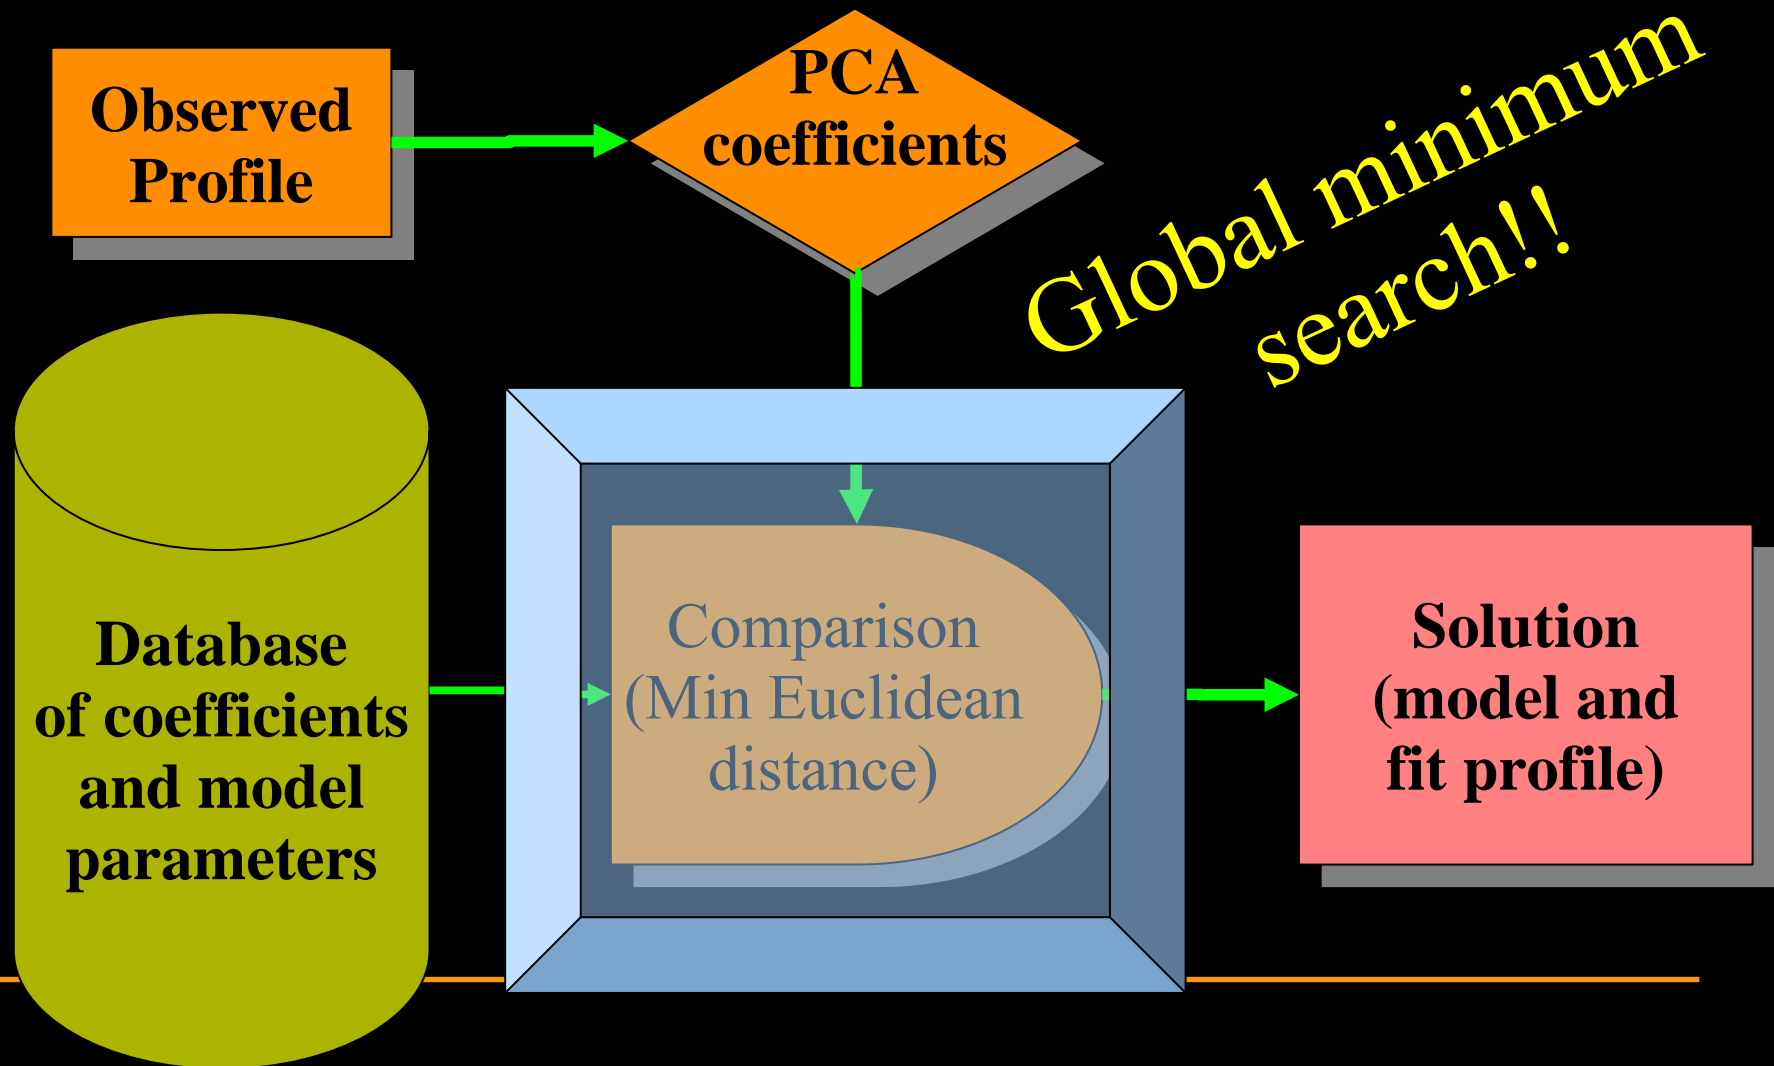 Observed
Profile
PCA
coefficients
Global minimum
search!!
Database
of coefficients
and model
parameters
Comparison
(Min Euclidean
distance)
Solution
(model and
fit profile)